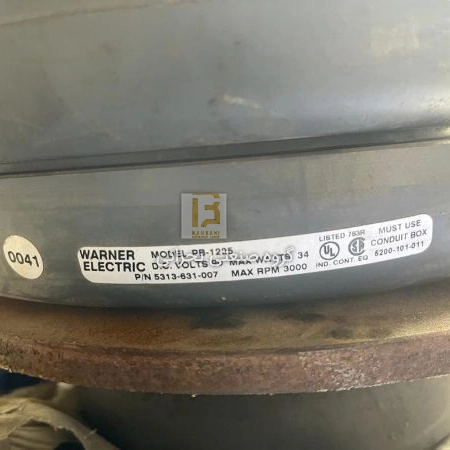 0041
WARNER ELECTRIC
MODEL PB-1225
D.C. VOLTS MAX WATTS 34
P/N 5313-631-007 MAX RPM 3000
LISTED 783R
IND. CONT. EQ
MUST USE
CONDUIT BOX
5200-101-011